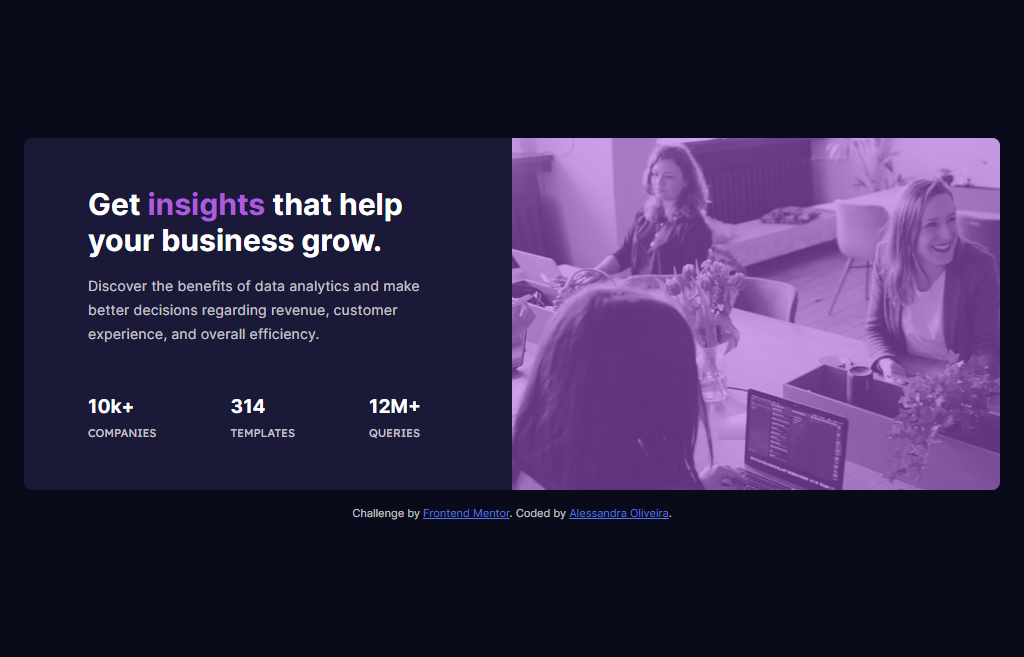 Get insights that help
your business grow.
Discover the benefits of data analytics and make
better decisions regarding revenue, customer
experience, and overall efficiency.
10k+ 314 12M+
COMPANIES TEMPLATES QUERIES
Challenge by Frontend Mentor. Coded by Alessandra Oliveira.